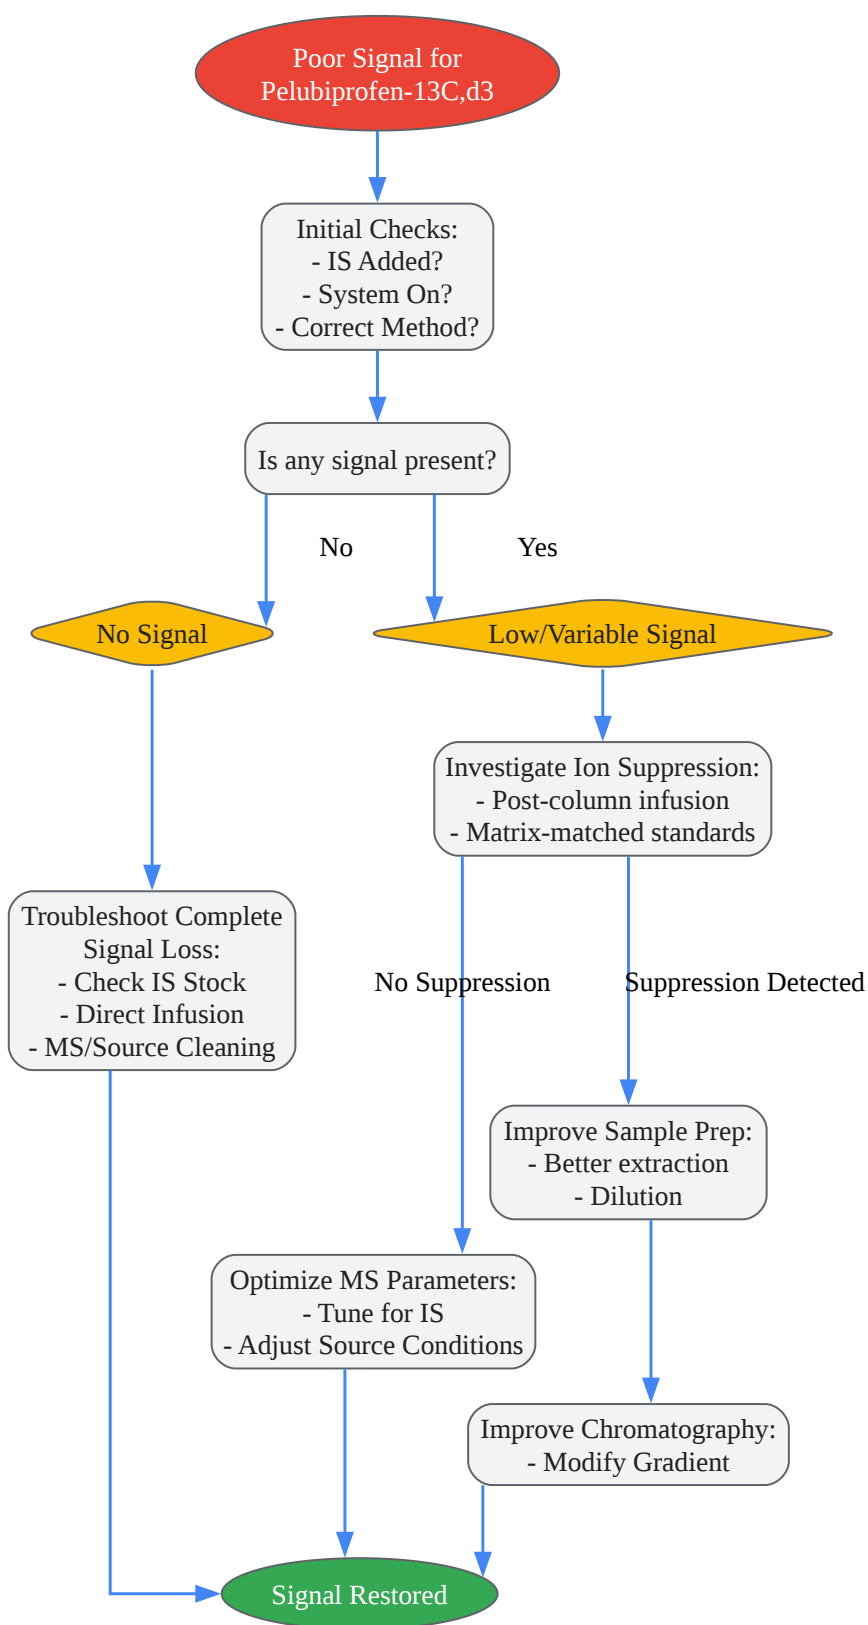 Poor Signal for
Pelubiprofen-13C,d3
Initial Checks:
- IS Added?
- System On?
- Correct Method?
Is any signal present?
No
Yes
No Signal
Low/Variable Signal
Investigate Ion Suppression:
- Post-column infusion
- Matrix-matched standards
Troubleshoot Complete
Signal Loss:
- Check IS Stock
- Direct Infusion
- MS/Source Cleaning
No Suppression
Suppression Detected
Improve Sample Prep:
- Better extraction
- Dilution
Optimize MS Parameters:
- Tune for IS
- Adjust Source Conditions
Improve Chromatography:
- Modify Gradient
Signal Restored